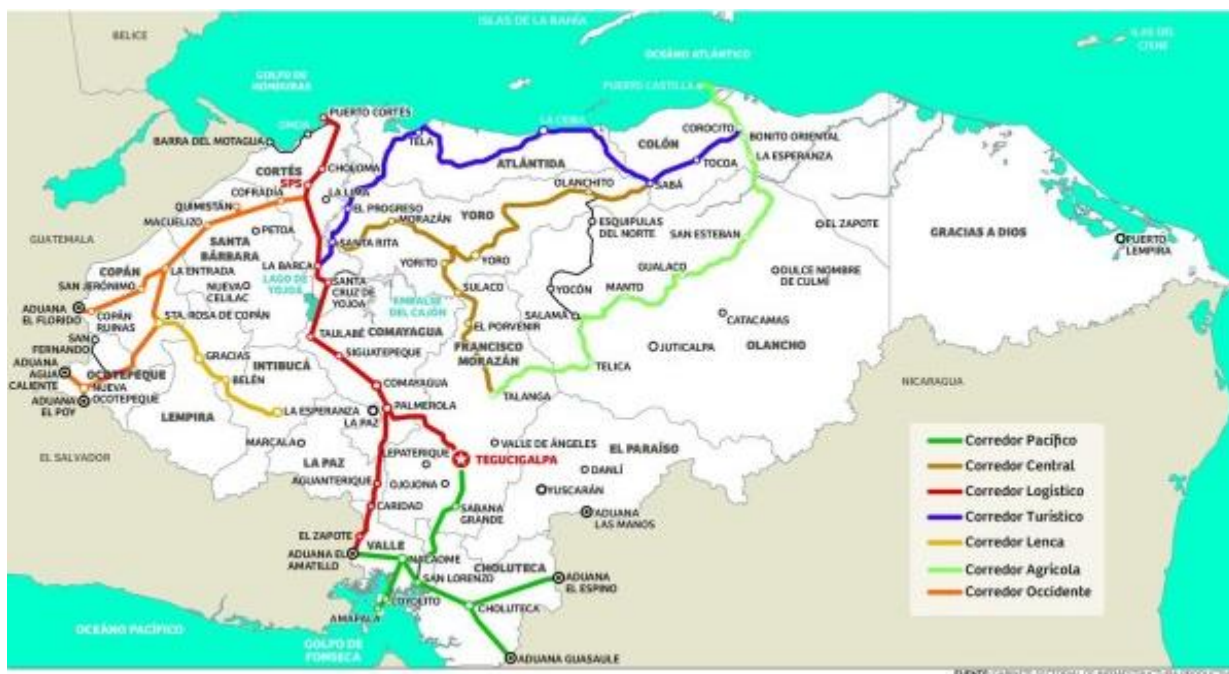 BELICE
ISLAS DE LA BAHÍA
OCEÁNO ATLÁNTICO
GOLFO DE
HONDURAS
PUERTO CASTILLA
PUERTO CORTÉS
OMOA
BARRA DEL MOTAGUA
TELA
LA CEIBA
COROCITO
BONITO ORIENTAL
COLÓN
ATLÁNTIDA
TOCOA
LA ESPERANZA
CORTÉS
CHOLOMA
SPS
COFRADÍA
LA LIMA
OLANCHITO
SABÁ
QUIMISTÁN
EL PROGRESO
MORAZÁN
YORO
MACUELIZO
PETOA
ESQUIPULAS
DEL NORTE
EL ZAPOTE
SANTA
BÁRBARA
SANTA RITA
SAN ESTEBAN
GRACIAS A DIOS
PUERTO
LEMPIRA
GUATEMALA
YORITO
YORO
COPÁN
LA ENTRADA
LA BARCA
LAGO DE
YOJOA
SANTA
CRUZ DE
YOJOA
GUALACO
DULCE NOMBRE
DE CULMÍ
SAN JERÓNIMO
NUEVA
CELILAC
EMBALSE
DEL CAJÓN
SULACO
YOCÓN
MANTO
ADUANA
EL FLORIDO
COPÁN
RUINAS
STA. ROSA DE COPÁN
TAULABÉ
COMAYAGUA
EL PORVENIR
SALAMÁ
CATACAMAS
SAN
FERNANDO
GRACIAS
INTIBUCÁ
SIGUATEPEQUE
FRANCISCO
MORAZÁN
JUTICALPA
OLANCHO
ADUANA
AGUA
CALIENTE
OCOTEPEQUE
NUEVA
OCOTEPEQUE
BELÉN
COMAYAGUA
TELICA
NICARAGUA
ADUANA
EL POY
LEMPIRA
LA ESPERANZA
LA PAZ
PALMEROLA
TALANGA
MARCALA
VALLE DE ÁNGELES
EL PARAÍSO
EL SALVADOR
LA PAZ
LEPATERIQUE
TEGUCIGALPA
DANLÍ
AGUANTERIQUE
OJOJONA
YUSCARÁN
CARIDAD
SABANA
GRANDE
ADUANA
LAS MANOS
EL ZAPOTE
VALLE
ADUANA EL
AMATILLO
NACAOME
CHOLUTECA
SAN LORENZO
ADUANA
EL ESPINO
COYOLITO
AMAPALA
CHOLUTECA
OCÉANO PACÍFICO
GOLFO DE
FONSECA
ADUANA GUASAULE
Corredor Pacífico
Corredor Central
Corredor Logístico
Corredor Turístico
Corredor Lenca
Corredor Agrícola
Corredor Occidente